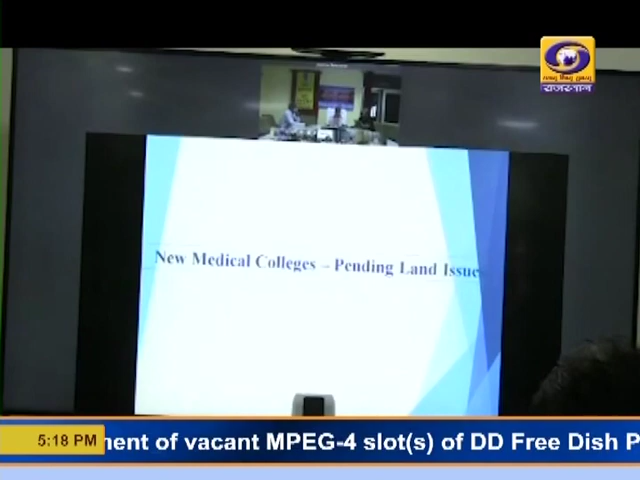 राजस्थान
New Medical Colleges – Pending Land Issue
5:18 PM
ment of vacant MPEG-4 slot(s) of DD Free Dish P